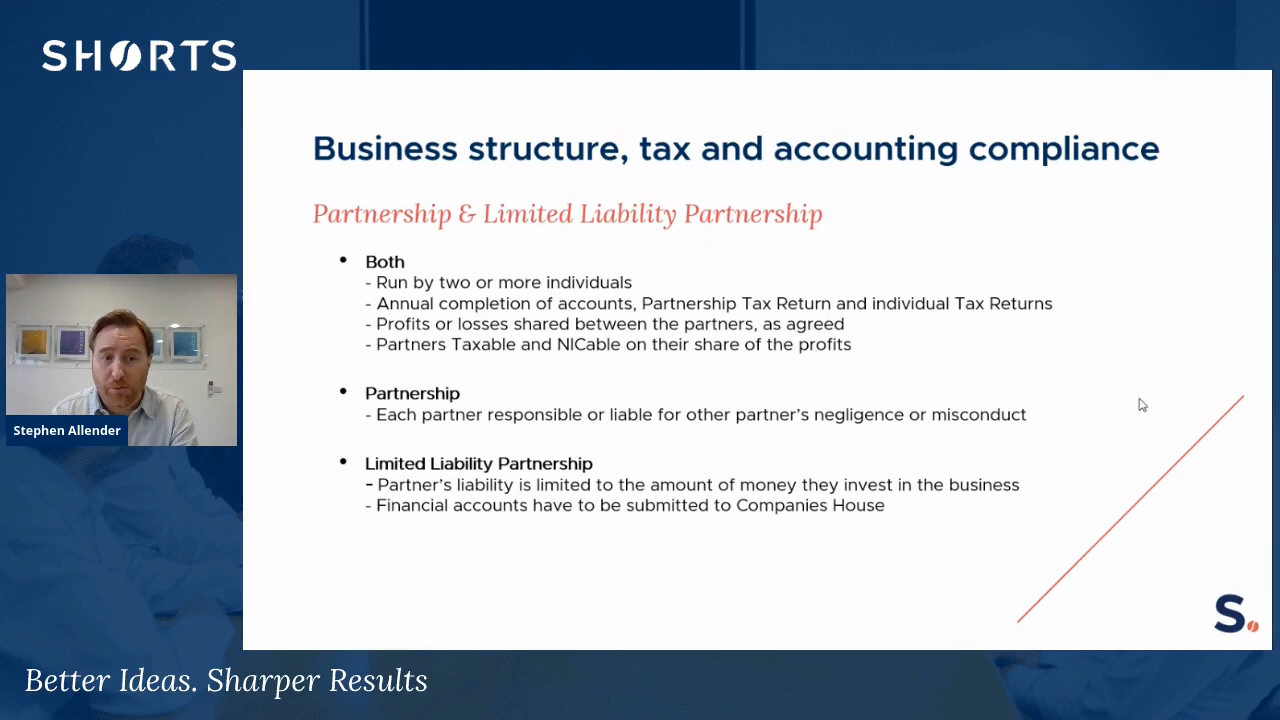 SHORTS
Business structure, tax and accounting compliance
Partnership & Limited Liability Partnership
• Both
- Run by two or more individuals
- Annual completion of accounts, Partnership Tax Return and individual Tax Returns
- Profits or losses shared between the partners, as agreed
- Partners Taxable and NICable on their share of the profits
• Partnership
- Each partner responsible or liable for other partner's negligence or misconduct
• Limited Liability Partnership
- Partner's liability is limited to the amount of money they invest in the business
- Financial accounts have to be submitted to Companies House
Stephen Allender
S.
Better Ideas. Sharper Results